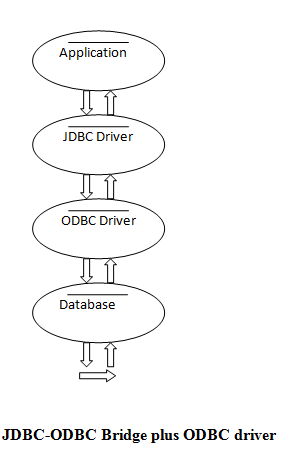 Application
JDBC Driver
ODBC Driver
Database
JDBC-ODBC Bridge plus ODBC driver